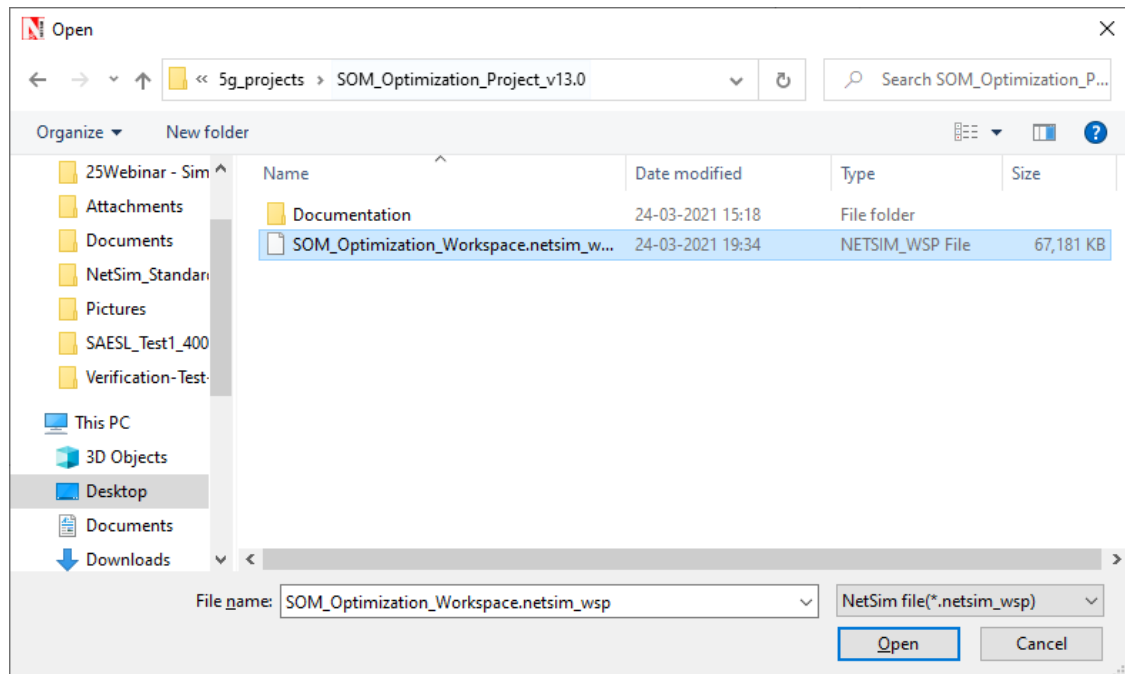 Open
« 5g_projects › SOM_Optimization_Project_v13.0
Search SOM_Optimization_P...
Organize
New folder
25Webinar - Sim
Attachments
Documents
NetSim_Standar
Pictures
SAESL_Test1_400
Verification-Test-
This PC
3D Objects
Desktop
Documents
Downloads
Name Date modified Type Size
Documentation 24-03-2021 15:18 File folder
SOM_Optimization_Workspace.netsim_w... 24-03-2021 19:34 NETSIM_WSP File 67,181 KB
File name: SOM_Optimization_Workspace.netsim_wsp
NetSim file(*.netsim_wsp)
Open
Cancel